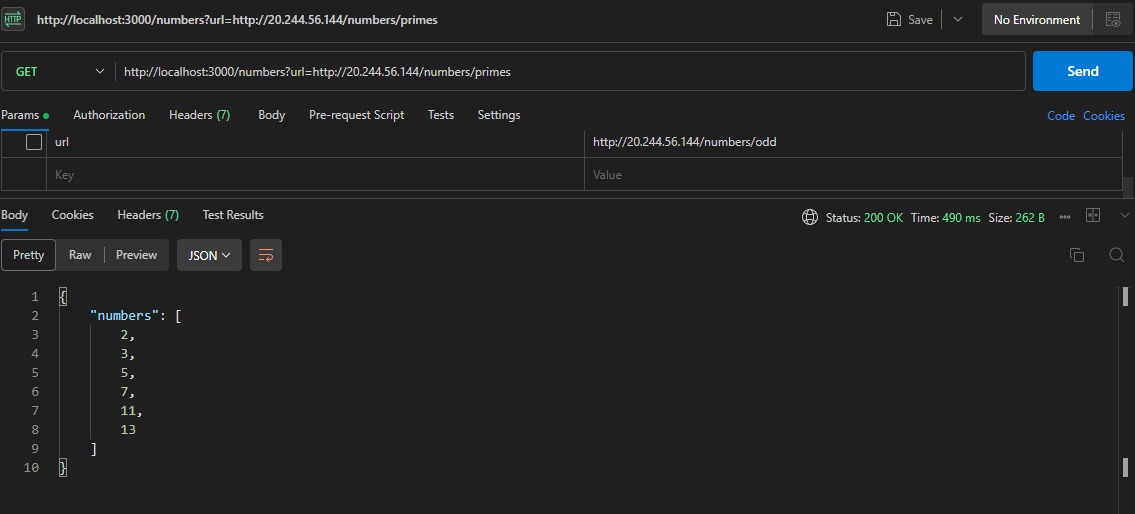 HTTP http://localhost:3000/numbers?url=http://20.244.56.144/numbers/primes Save No Environment
GET http://localhost:3000/numbers?url=http://20.244.56.144/numbers/primes Send
Params Authorization Headers (7) Body Pre-request Script Tests Settings Code Cookies
url http://20.244.56.144/numbers/odd
Key Value
Body Cookies Headers (7) Test Results Status: 200 OK Time: 490 ms Size: 262 B
Pretty Raw Preview JSON
1 {
2 "numbers": [
3 2,
4 3,
5 5,
6 7,
7 11,
8 13
9 ]
10 }